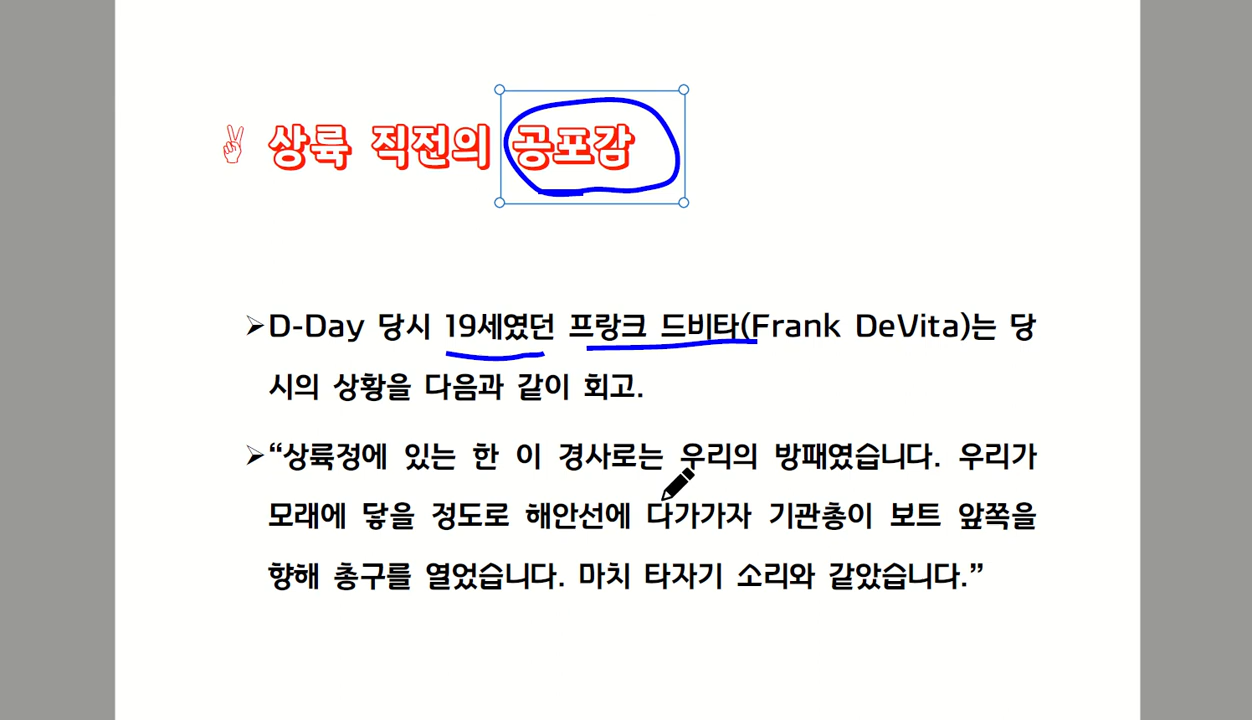 ✌ 상륙 직전의 공포감
➢D-Day 당시 19세였던 프랑크 드비타(Frank DeVita)는 당
시의 상황을 다음과 같이 회고.
➢“상륙정에 있는 한 이 경사로는 우리의 방패였습니다. 우리가
모래에 닿을 정도로 해안선에 다가가자 기관총이 보트 앞쪽을
향해 총구를 열었습니다. 마치 타자기 소리와 같았습니다.”